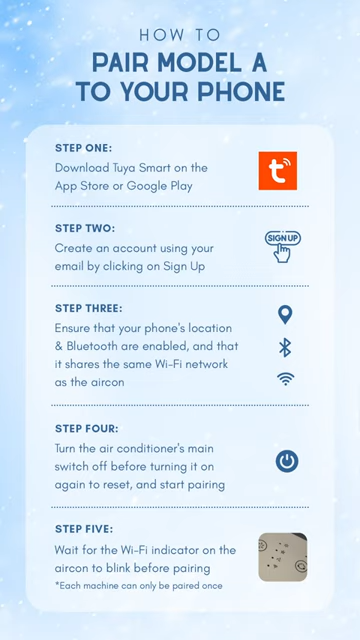 HOW TO
PAIR MODEL A
TO YOUR PHONE
STEP ONE:
Download Tuya Smart on the
App Store or Google Play
STEP TWO:
Create an account using your
email by clicking on Sign Up
SIGN UP
STEP THREE:
Ensure that your phone's location
& Bluetooth are enabled, and that
it shares the same Wi-Fi network
as the aircon
STEP FOUR:
Turn the air conditioner's main
switch off before turning it on
again to reset, and start pairing
STEP FIVE:
Wait for the Wi-Fi indicator on the
aircon to blink before pairing
*Each machine can only be paired once